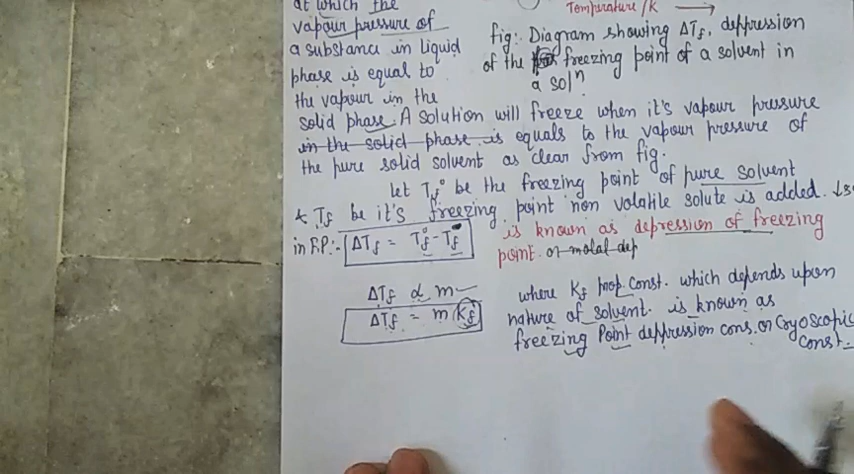 at which the
vapour pressure of
a substance in liquid
phase is equal to
the vapour in the
Temperature/k
fig:- Diagram showing ΔTf, deppression
of the freezing point of a solvent in
a solⁿ
solid phase. A solution will freeze when it's vapour pressure
in the solid phase is equals to the vapour pressure of
the pure solid solvent as clear from fig.
let Tf° be the freezing point of pure solvent
& Tf be it's freezing point non volatile solute is added.
in F.P:- ΔTf = Tf° - Tf
is known as depression of freezing
point. or molal dep
ΔTf ∝ m
ΔTf = m Kf
where Kf prop. const. which depends upon
nature of solvent. is known as
freezing Point deppression cons. or Cryoscopic
const.